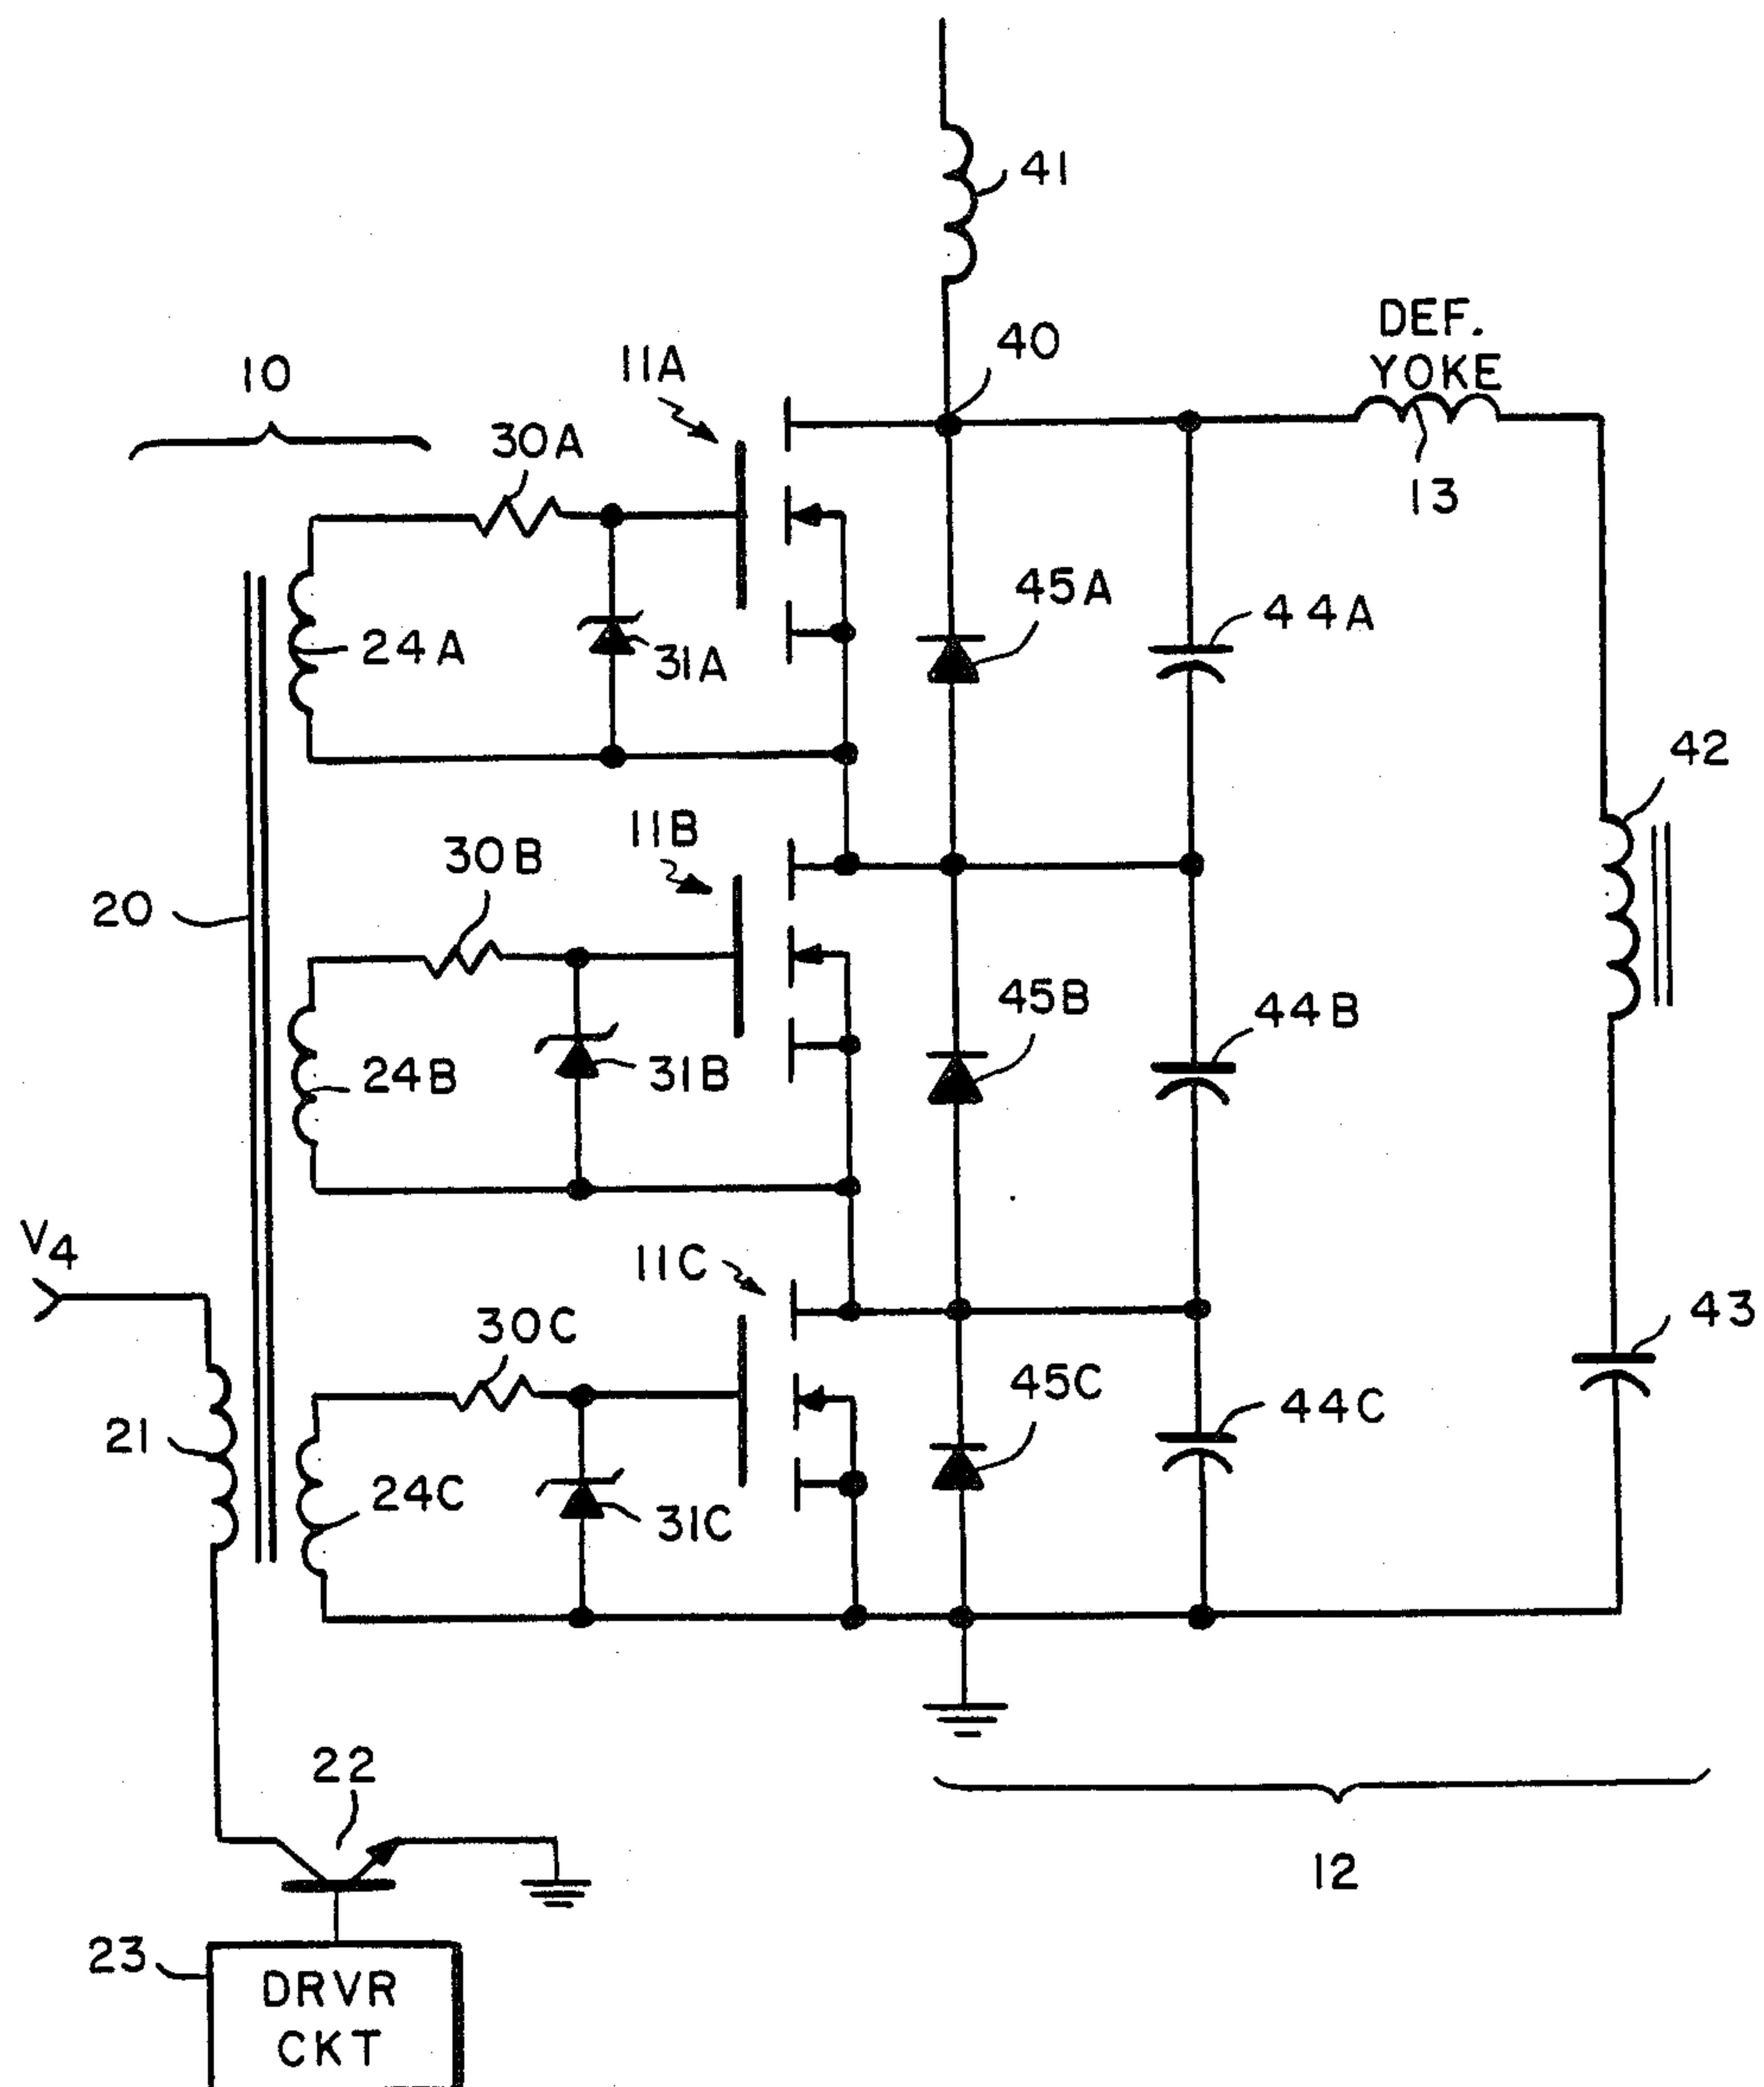 41
40
DEF.
YOKE
13
11A
10
30A
45A
44A
24A
31A
42
11B
30B
20
45B
44B
24B
31B
V4
11C
30C
43
45C
44C
21
24C
31C
22
12
23
DRVR
CKT